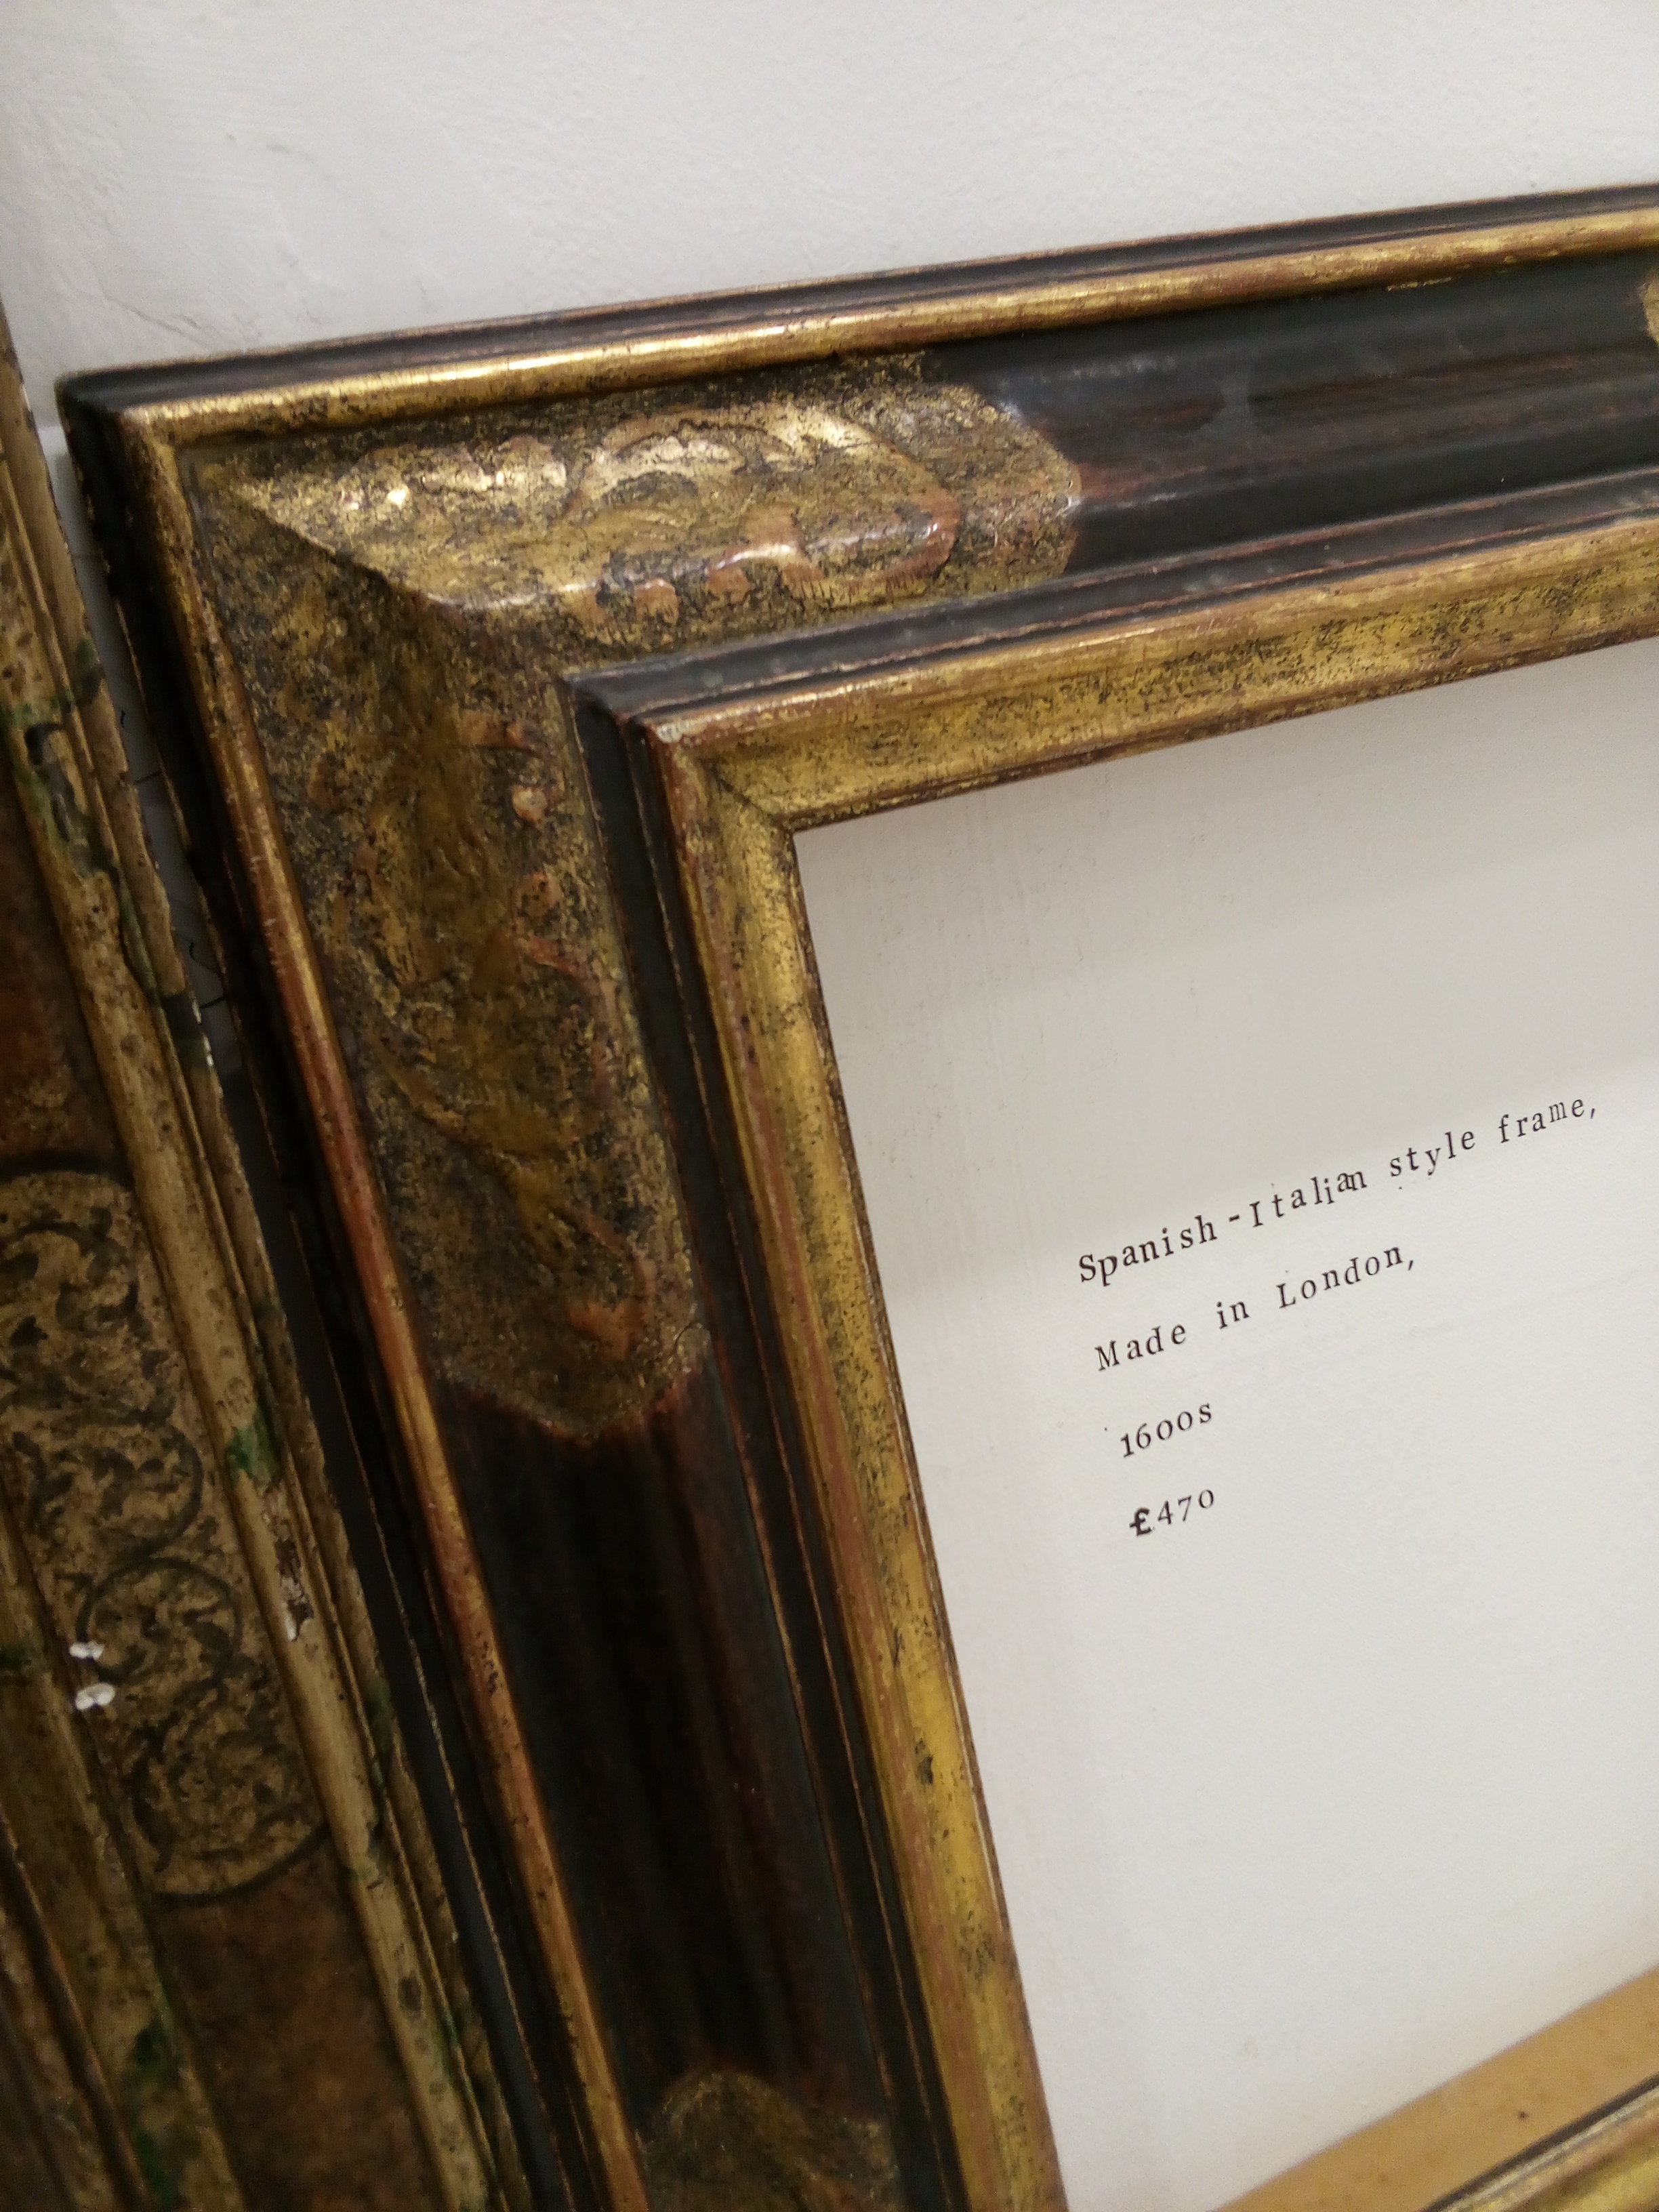 Spanish-Italian style frame,
Made in London,
1600s
£470